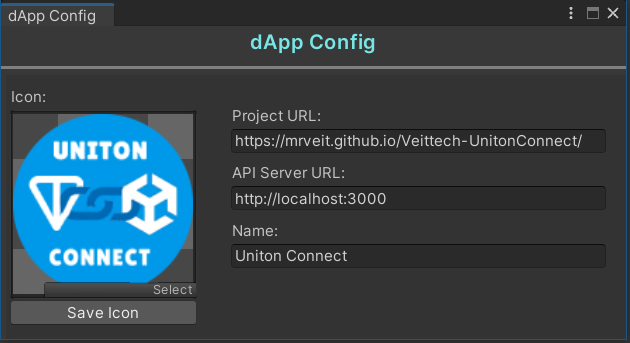 dApp Config
dApp Config
Icon:
UNITON
CONNECT
Select
Save Icon
Project URL:
https://mrveit.github.io/Veittech-UnitonConnect/
API Server URL:
http://localhost:3000
Name:
Uniton Connect